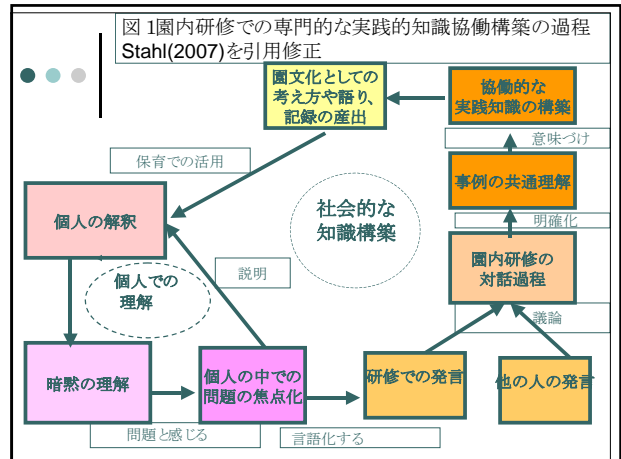 図 1園内研修での専門的な実践的知識協働構築の過程
Stahl(2007)を引用修正
園文化としての
考え方や語り、
記録の産出
協働的な
実践知識の構築
意味づけ
保育での活用
事例の共通理解
社会的な
知識構築
個人の解釈
明確化
園内研修の
対話過程
個人での
理解
説明
議論
暗黙の理解
個人の中での
問題の焦点化
研修での発言
他の人の発言
問題と感じる
言語化する